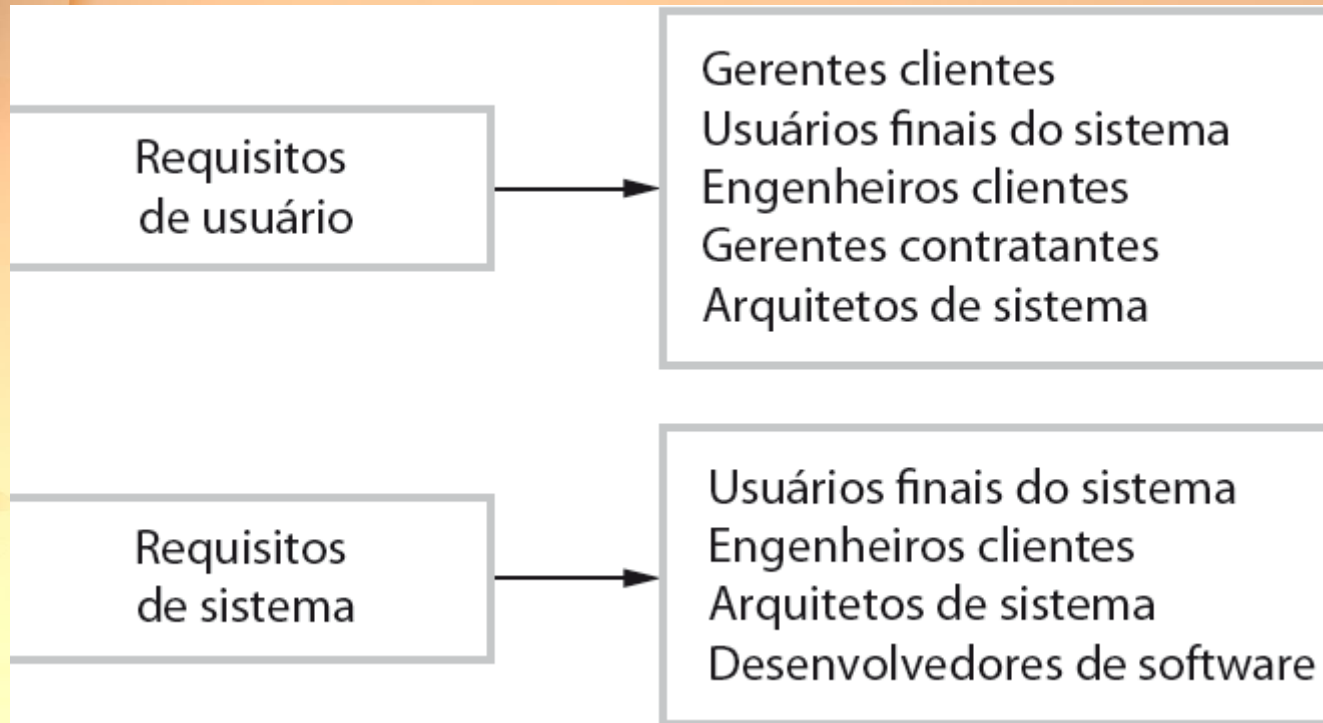 Requisitos
de usuário
Gerentes clientes
Usuários finais do sistema
Engenheiros clientes
Gerentes contratantes
Arquitetos de sistema
Requisitos
de sistema
Usuários finais do sistema
Engenheiros clientes
Arquitetos de sistema
Desenvolvedores de software